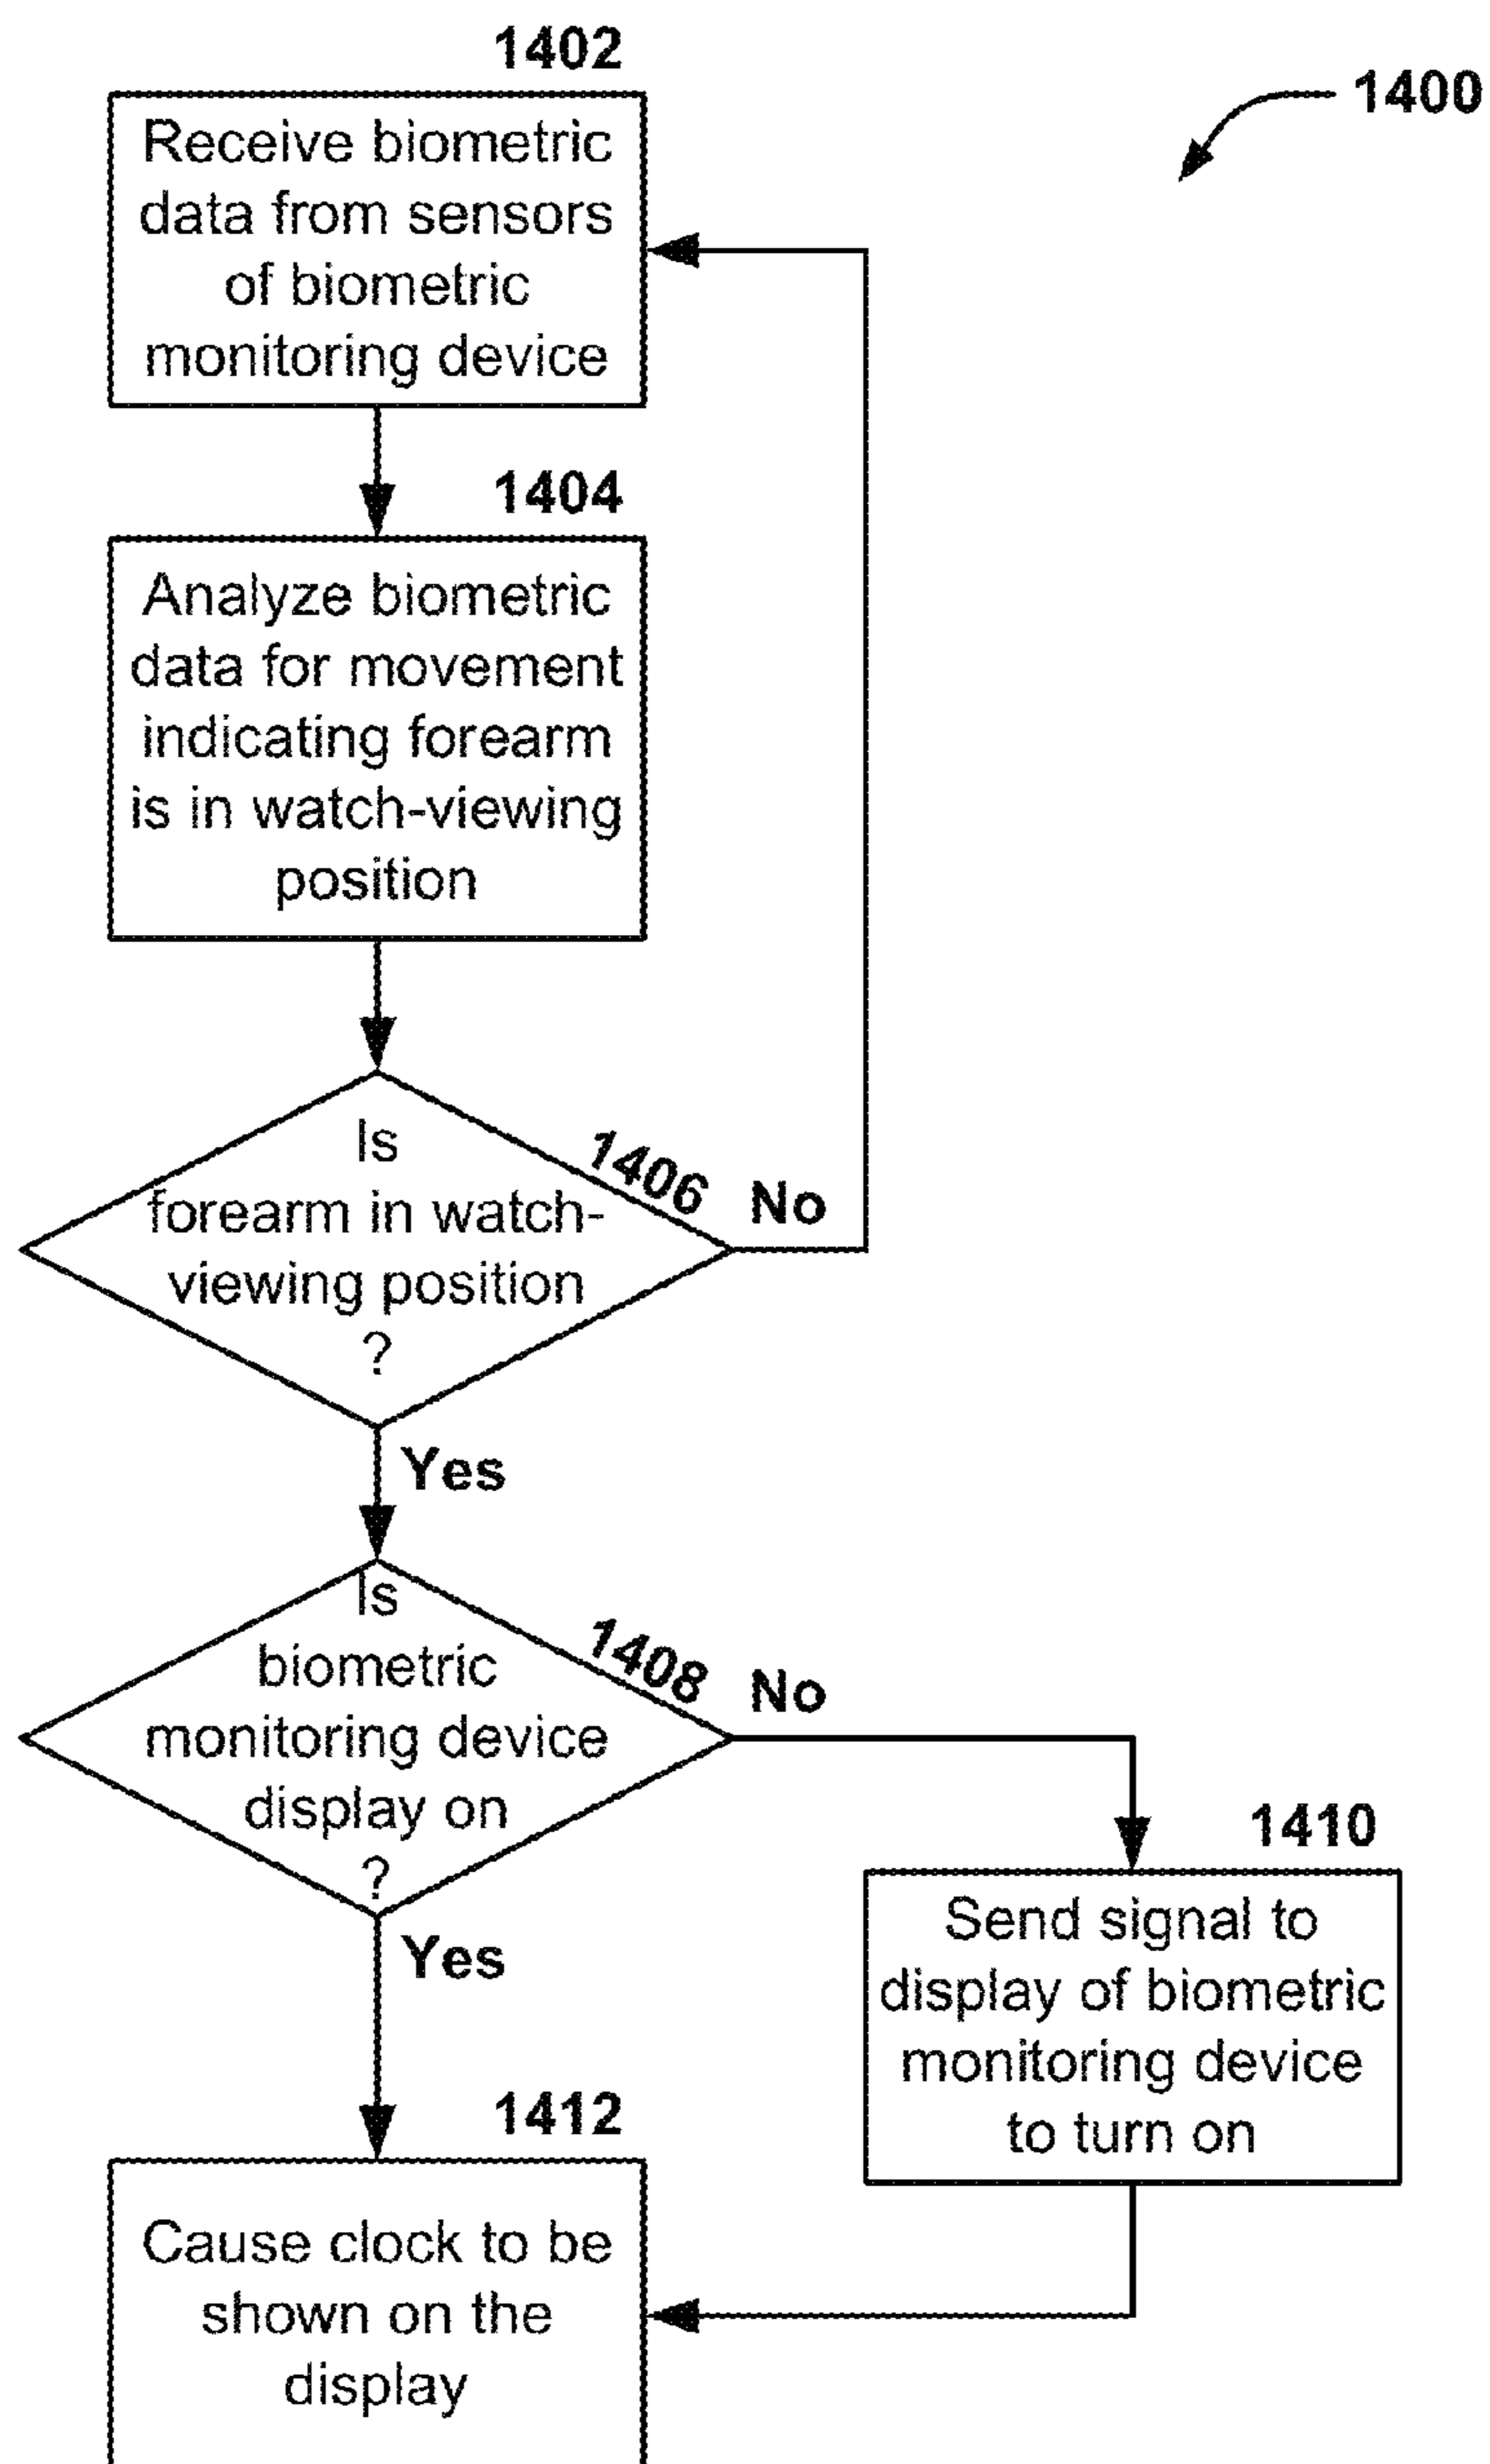 1402
1400
Receive biometric
data from sensors
of biometric
monitoring device
1404
Analyze biometric
data for movement
indicating forearm
is in watch-viewing
position
1406
No
Is
forearm in watch-
viewing position
?
Yes
1408
No
Is
biometric
monitoring device
display on
?
Yes
1410
Send signal to
display of biometric
monitoring device
to turn on
1412
Cause clock to be
shown on the
display